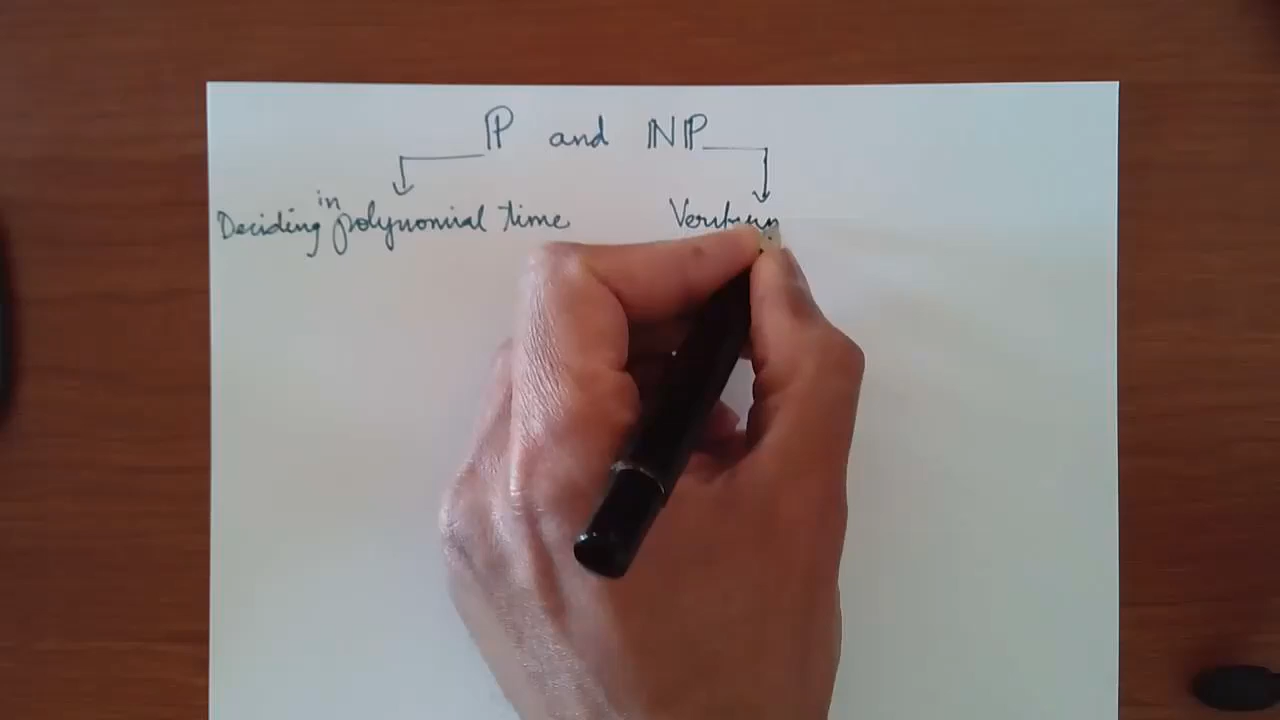 ℙ and ℕℙ
Deciding in polynomial time